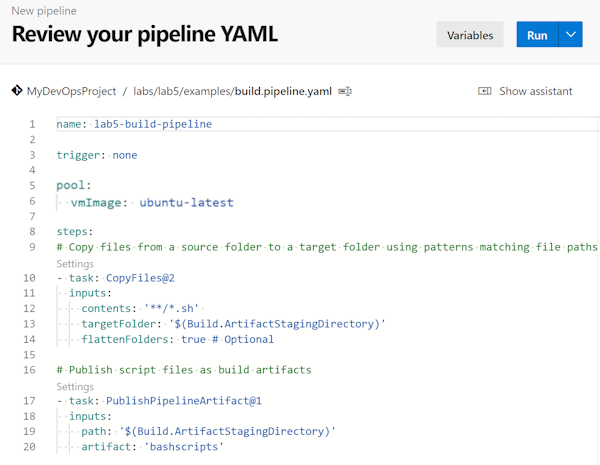 New pipeline
Review your pipeline YAML
Variables
Run
MyDevOpsProject / labs/lab5/examples/build.pipeline.yaml
Show assistant
1 name: lab5-build-pipeline
2
3 trigger: none
4
5 pool:
6   vmImage: ubuntu-latest
7
8 steps:
9 # Copy files from a source folder to a target folder using patterns matching file paths
Settings
10 - task: CopyFiles@2
11   inputs:
12     contents: '**/*.sh'
13     targetFolder: '$(Build.ArtifactStagingDirectory)'
14     flattenFolders: true # Optional
15
16 # Publish script files as build artifacts
Settings
17 - task: PublishPipelineArtifact@1
18   inputs:
19     path: '$(Build.ArtifactStagingDirectory)'
20     artifact: 'bashscripts'